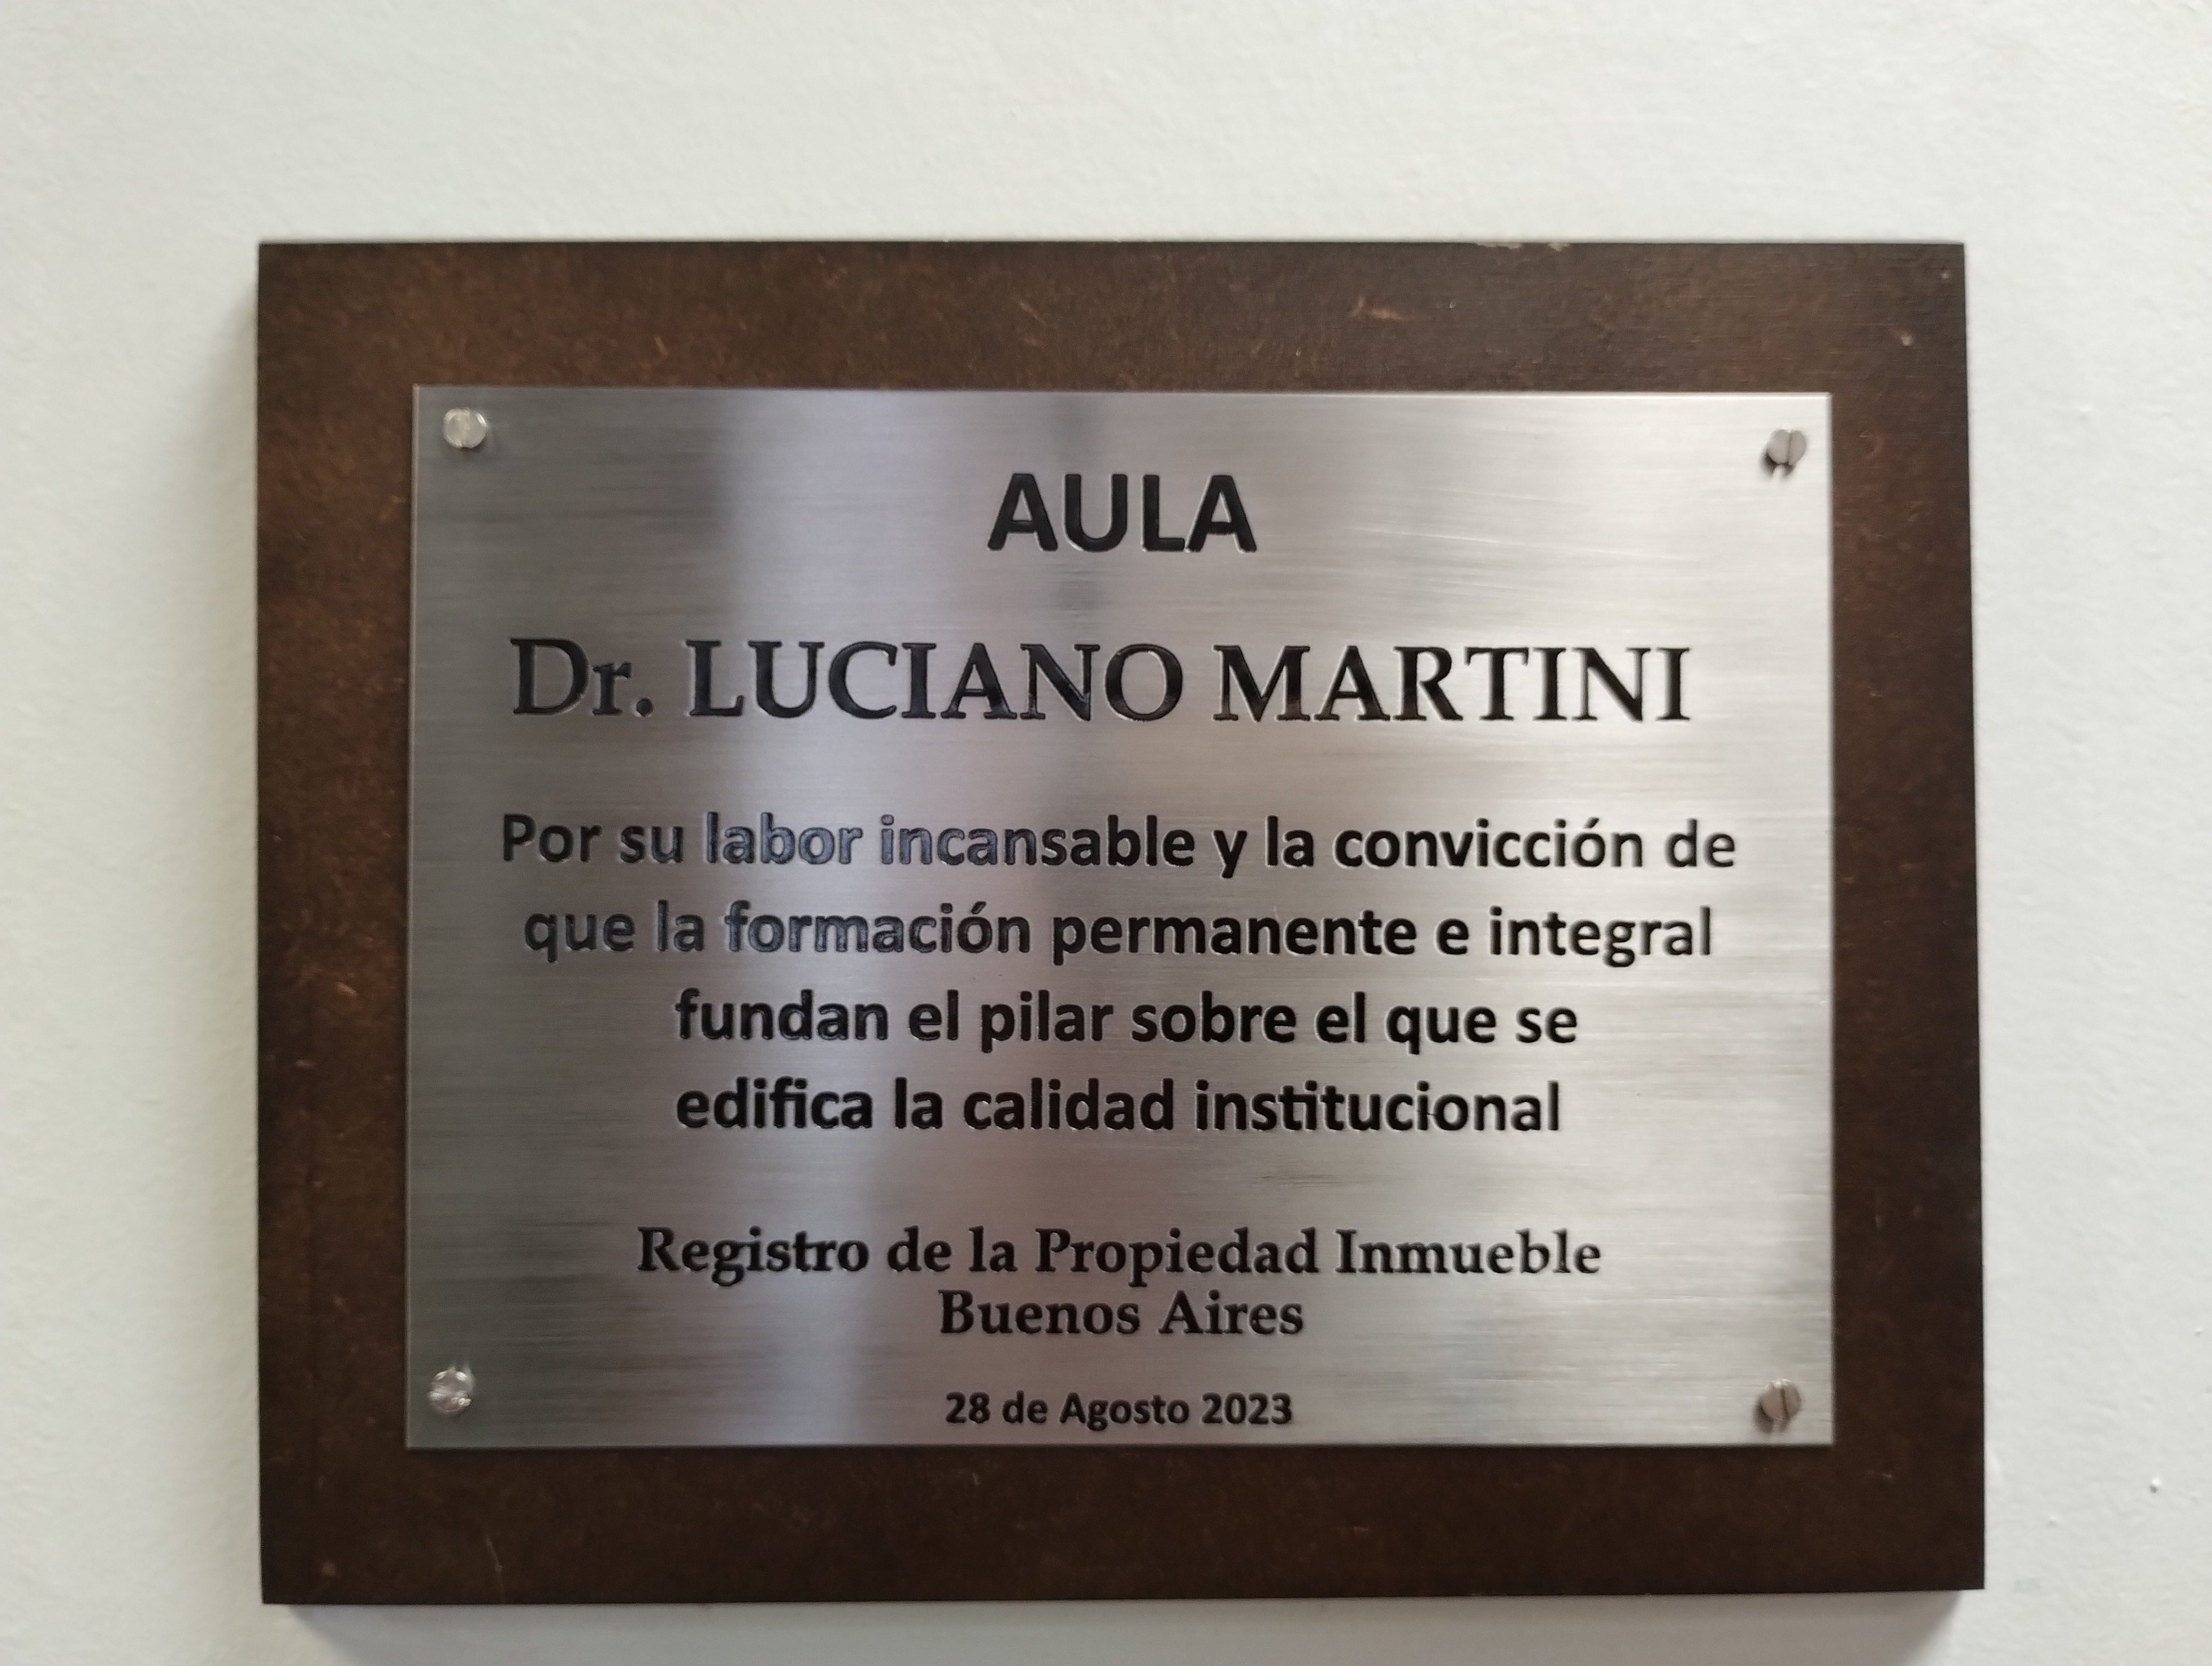 AULA
Dr. LUCIANO MARTINI
Por su labor incansable y la convicción de
que la formación permanente e integral
fundan el pilar sobre el que se
edifica la calidad institucional
Registro de la Propiedad Inmueble
Buenos Aires
28 de Agosto 2023